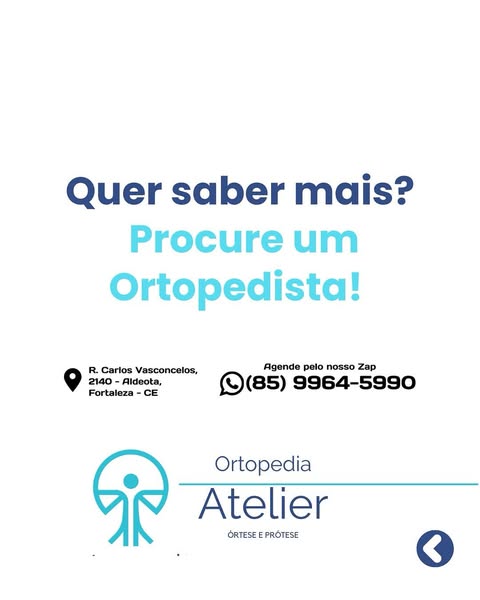 Quer saber mais?
Procure um
Ortopedista!
R. Carlos Vasconcelos,
2140 - Aldeota,
Fortaleza - CE
Agende pelo nosso Zap
(85) 9964-5990
Ortopedia
Atelier
ÓRTESE E PRÓTESE